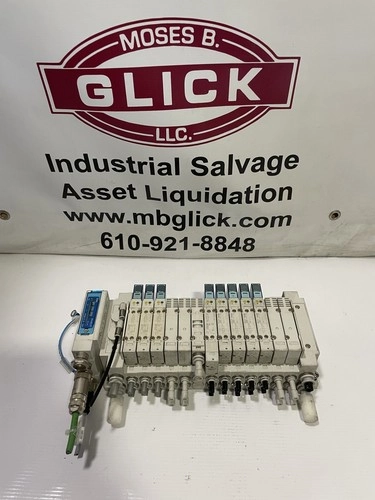 MOSES B.
GLICK
LLC.
Industrial Salvage
Asset Liquidation
www.mbglick.com
610-921-8848